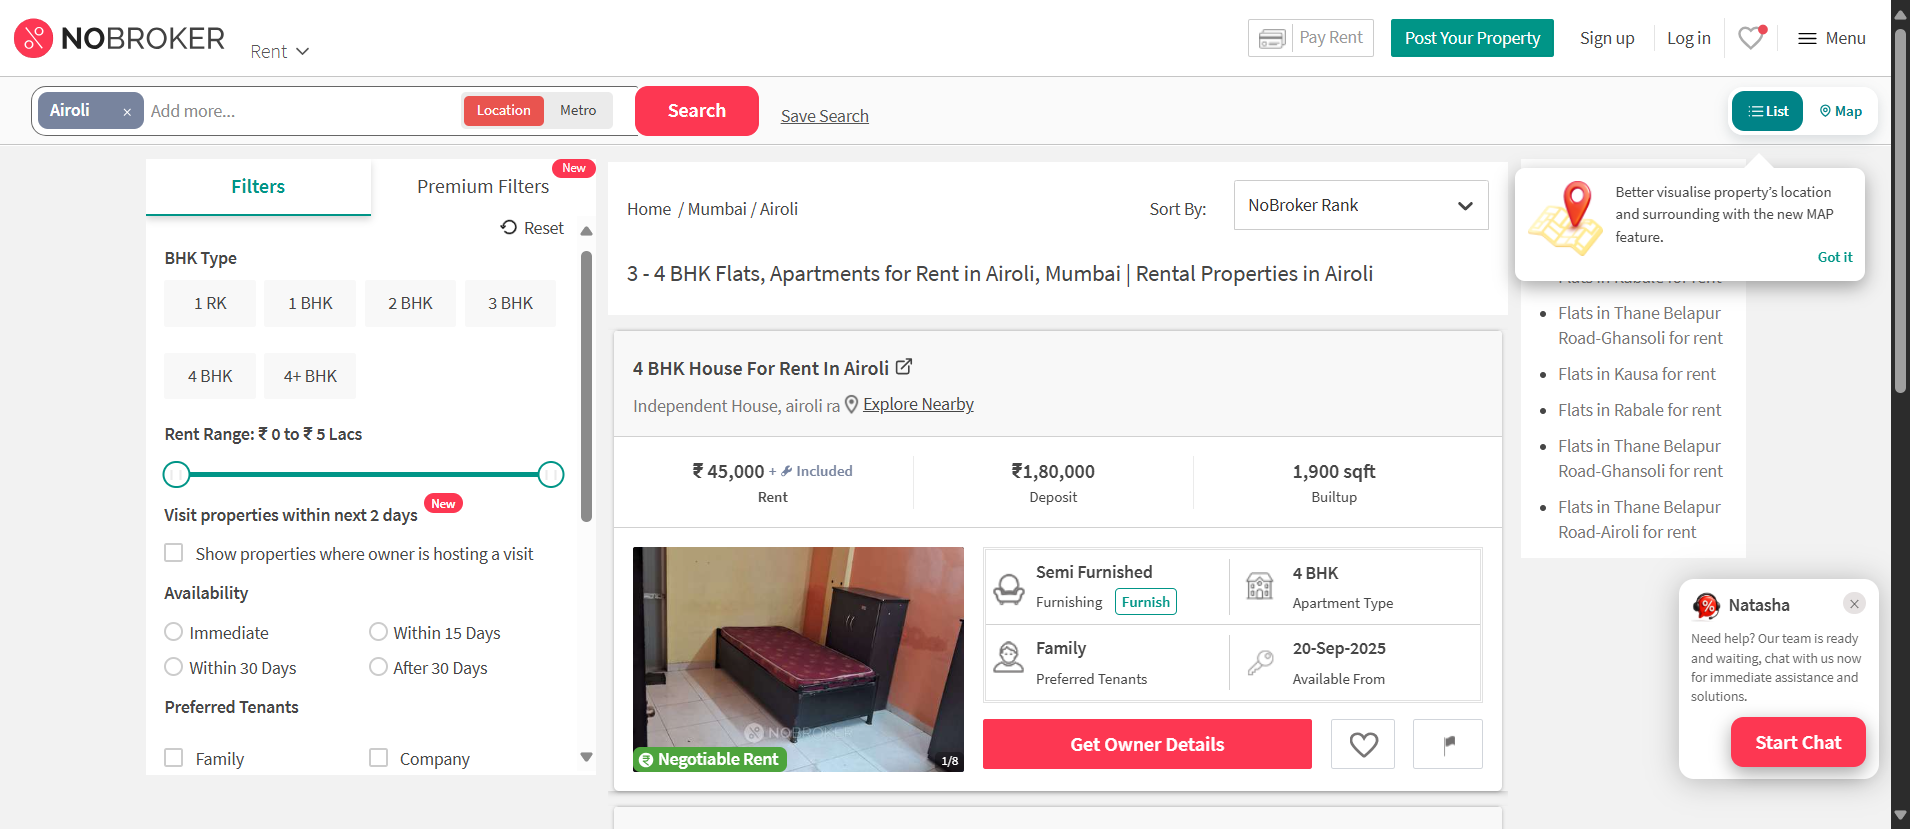 NOBROKER
Rent
Pay Rent
Post Your Property
Sign up
Log in
Menu
Airoli ×
Add more...
Location
Metro
Search
Save Search
List
Map
Filters
Premium Filters
New
Reset
BHK Type
1 RK
1 BHK
2 BHK
3 BHK
4 BHK
4+ BHK
Rent Range: ₹ 0 to ₹ 5 Lacs
Visit properties within next 2 days
New
Show properties where owner is hosting a visit
Availability
Immediate
Within 15 Days
Within 30 Days
After 30 Days
Preferred Tenants
Family
Company
Home / Mumbai / Airoli
Sort By:
NoBroker Rank
3 - 4 BHK Flats, Apartments for Rent in Airoli, Mumbai | Rental Properties in Airoli
4 BHK House For Rent In Airoli
Independent House, airoli ra
Explore Nearby
₹ 45,000 + Included
Rent
₹1,80,000
Deposit
1,900 sqft
Builtup
NOBROKER
Negotiable Rent
1/8
Semi Furnished
Furnishing
Furnish
4 BHK
Apartment Type
Family
Preferred Tenants
20-Sep-2025
Available From
Get Owner Details
Better visualise property's location
and surrounding with the new MAP
feature.
Got it
Flats in Rabale for rent
Flats in Thane Belapur
Road-Ghansoli for rent
Flats in Kausa for rent
Flats in Rabale for rent
Flats in Thane Belapur
Road-Ghansoli for rent
Flats in Thane Belapur
Road-Airoli for rent
Natasha
Need help? Our team is ready
and waiting, chat with us now
for immediate assistance and
solutions.
Start Chat